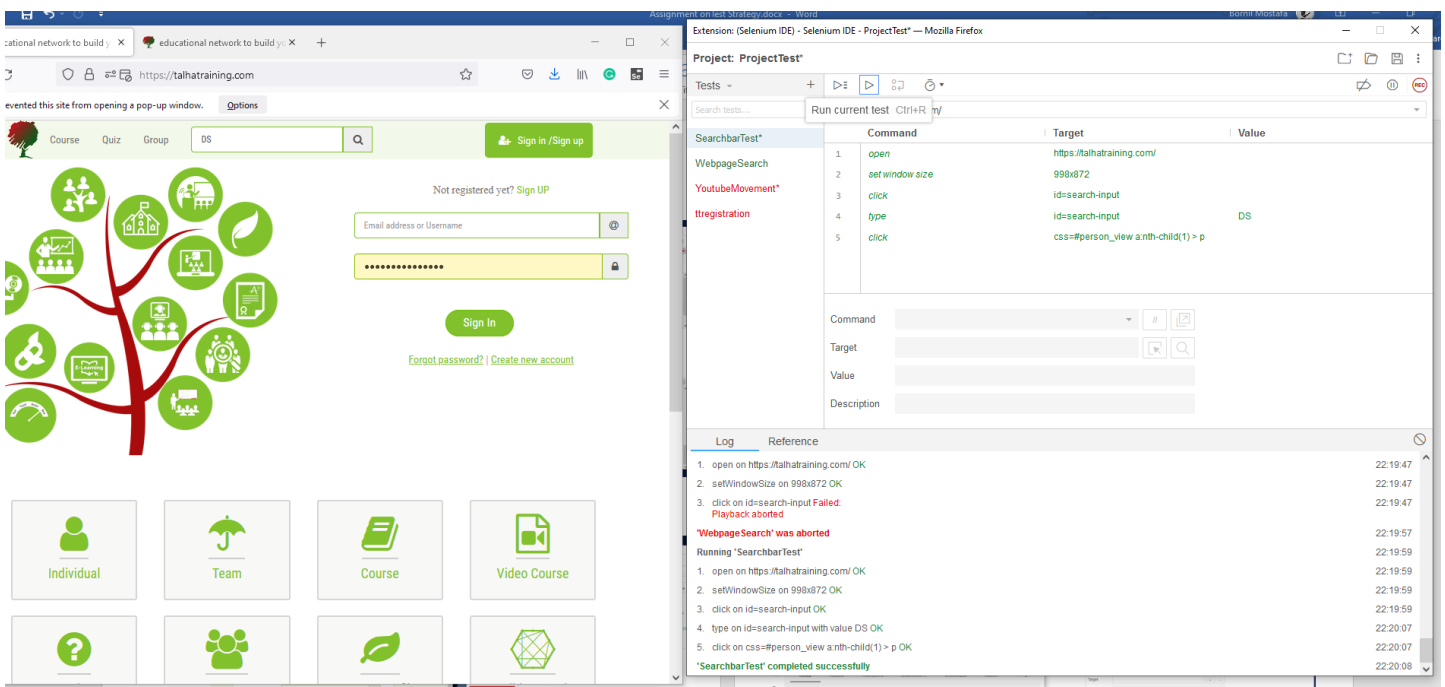 Assignment on Test Strategy.docx - Word
Bornil Mostafa
cational network to build y
educational network to build yo
https://talhatraining.com
evented this site from opening a pop-up window.
Options
Course
Quiz
Group
DS
Sign in /Sign up
Not registered yet? Sign UP
Email address or Username
@
Sign In
Forgot password? | Create new account
E-Learning
Individual
Team
Course
Video Course
Extension: (Selenium IDE) - Selenium IDE - ProjectTest* — Mozilla Firefox
Project: ProjectTest*
Tests
REC
Search tests...
Run current test Ctrl+R
m/
SearchbarTest*
WebpageSearch
YoutubeMovement*
ttregistration
Command Target Value
1 open https://talhatraining.com/
2 set window size 998x872
3 click id=search-input
4 type id=search-input DS
5 click css=#person_view a:nth-child(1) > p
Command
//
Target
Value
Description
Log Reference
1. open on https://talhatraining.com/ OK 22:19:47
2. setWindowSize on 998x872 OK 22:19:47
3. click on id=search-input Failed: 22:19:47
Playback aborted
'WebpageSearch' was aborted 22:19:57
Running 'SearchbarTest' 22:19:59
1. open on https://talhatraining.com/ OK 22:19:59
2. setWindowSize on 998x872 OK 22:19:59
3. click on id=search-input OK 22:19:59
4. type on id=search-input with value DS OK 22:20:07
5. click on css=#person_view a:nth-child(1) > p OK 22:20:07
'SearchbarTest' completed successfully 22:20:08